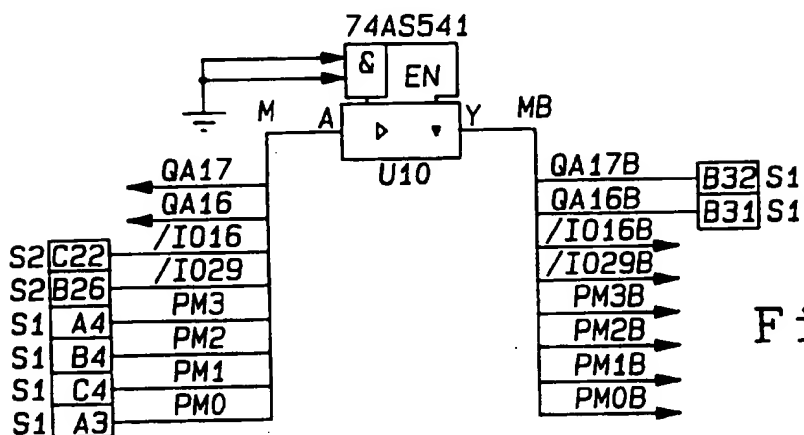 74AS541
&
EN
M
A
Y
MB
U10
QA17
QA16
/IO16
/IO29
PM3
PM2
PM1
PM0
S2 C22
S2 B26
S1 A4
S1 B4
S1 C4
S1 A3
QA17B
B32 S1
QA16B
B31 S1
/IO16B
/IO29B
PM3B
PM2B
PM1B
PM0B